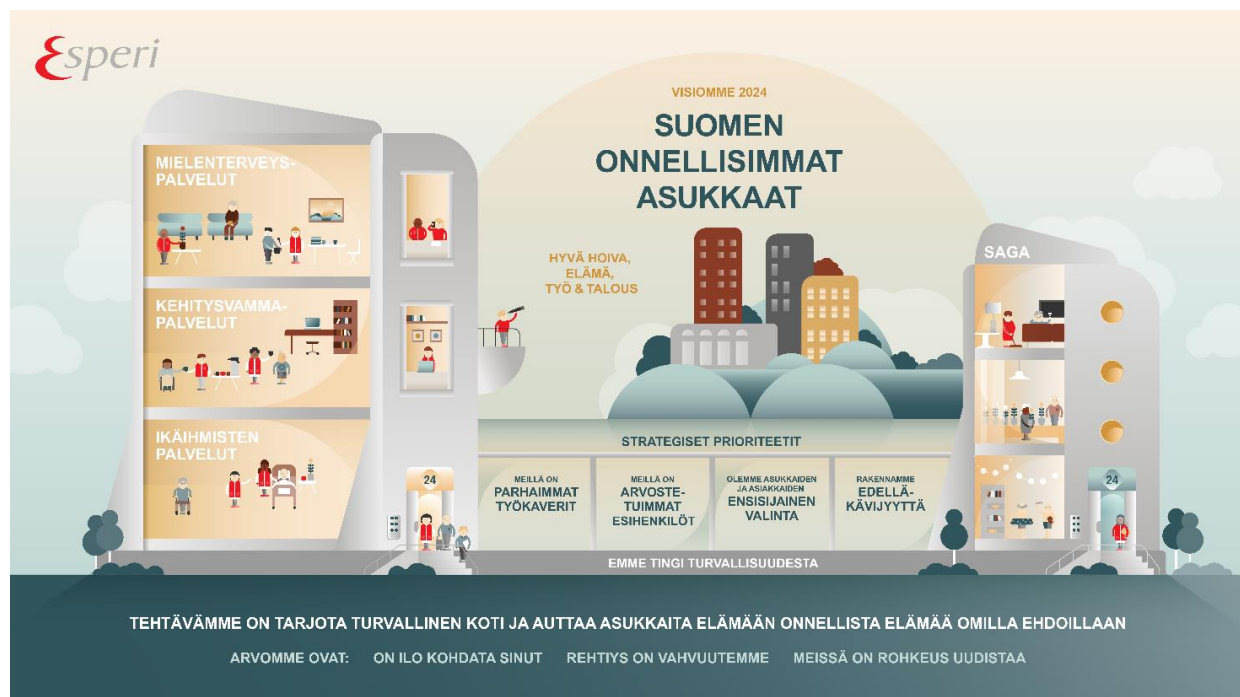 Esperi
VISIOMME 2024
SUOMEN
ONNELLISIMMAT
ASUKKAAT
HYVÄ HOIVA,
ELÄMÄ,
TYÖ & TALOUS
MIELENTERVEYS-
PALVELUT
KEHITYSVAMMA-
PALVELUT
IKÄIHMISTEN
PALVELUT
24
SAGA
24
STRATEGISET PRIORITEETIT
MEILLÄ ON
PARHAIMMAT
TYÖKAVERIT
MEILLÄ ON
ARVOSTE-
TUIMMAT
ESIHENKILÖT
OLEMME ASUKKAIDEN
JA ASIAKKAIDEN
ENSISIJAINEN
VALINTA
RAKENNAMME
EDELLÄ-
KÄVIJYYTTÄ
EMME TINGI TURVALLISUUDESTA
TEHTÄVÄMME ON TARJOTA TURVALLINEN KOTI JA AUTTAA ASUKKAITA ELÄMÄÄN ONNELLISTA ELÄMÄÄ OMILLA EHDOILLAAN
ARVOMME OVAT: ON ILO KOHDATA SINUT REHTIYS ON VAHVUUTEMME MEISSÄ ON ROHKEUS UUDISTAA